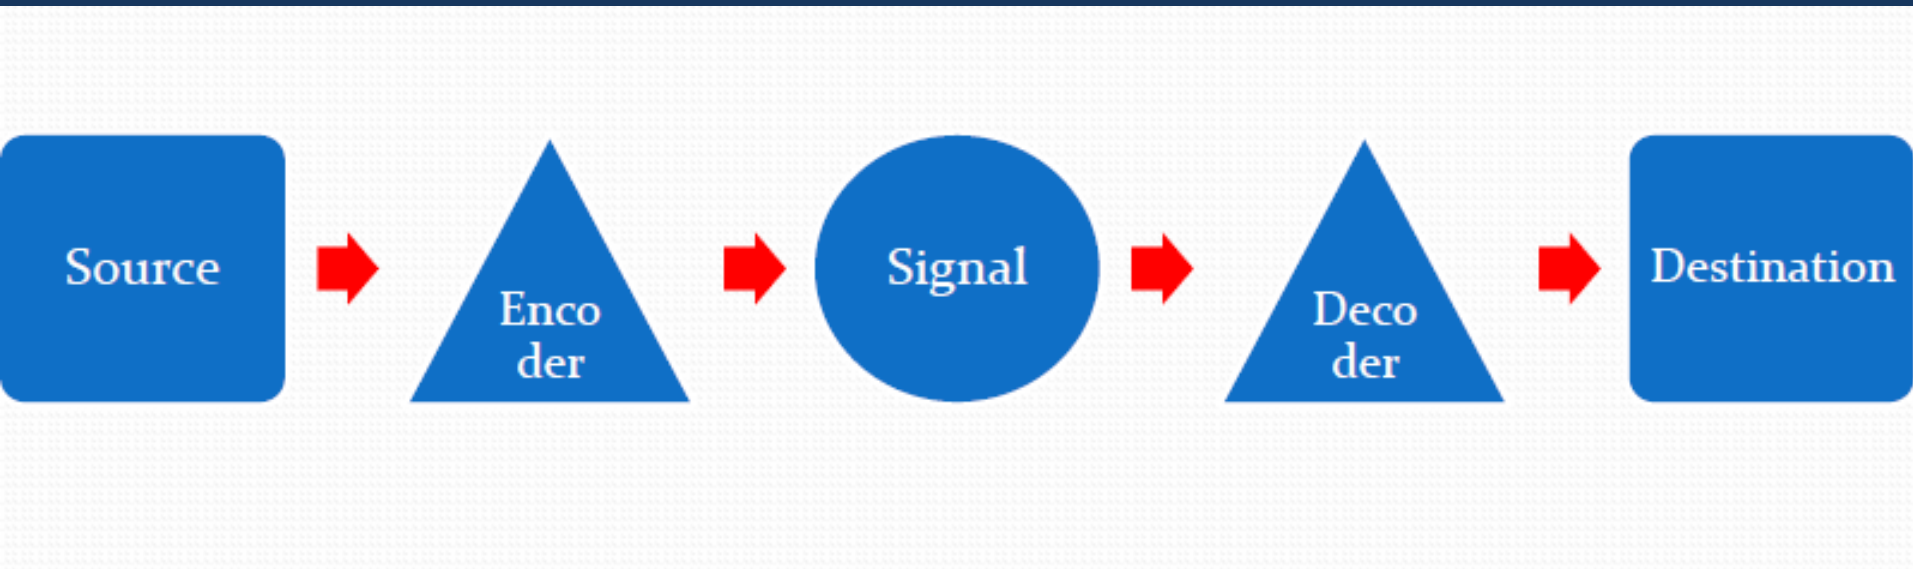 Source
Enco
der
Signal
Deco
der
Destination